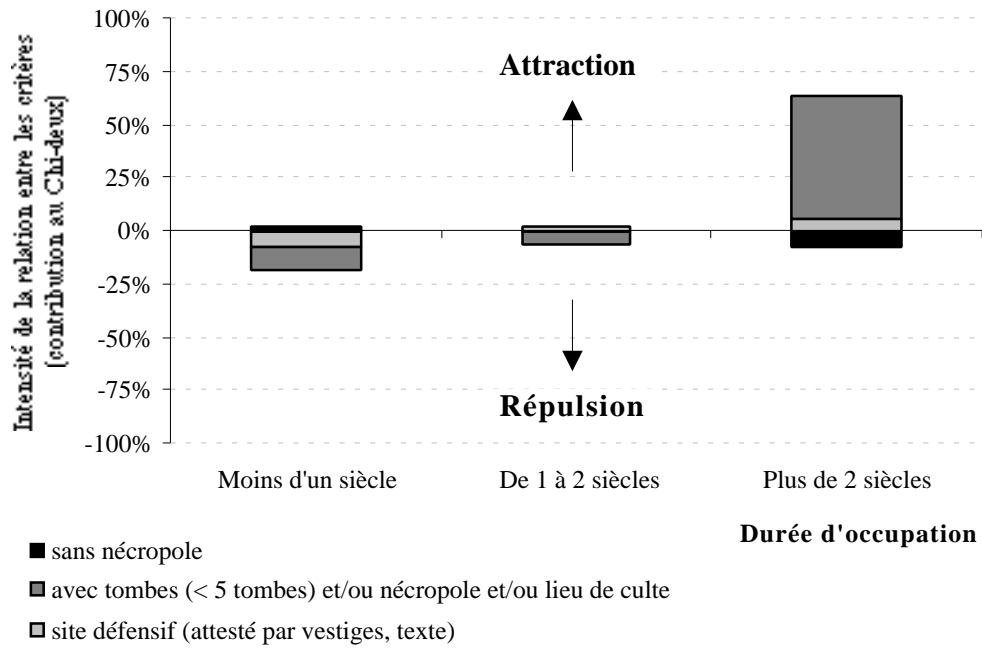 Intensité de la relation entre les critères
(contribution au Chi-deux)
100%
75%
50%
25%
0%
-25%
-50%
-75%
-100%
Attraction
Répulsion
Moins d'un siècle
De 1 à 2 siècles
Plus de 2 siècles
Durée d'occupation
sans nécropole
avec tombes (< 5 tombes) et/ou nécropole et/ou lieu de culte
site défensif (attesté par vestiges, texte)